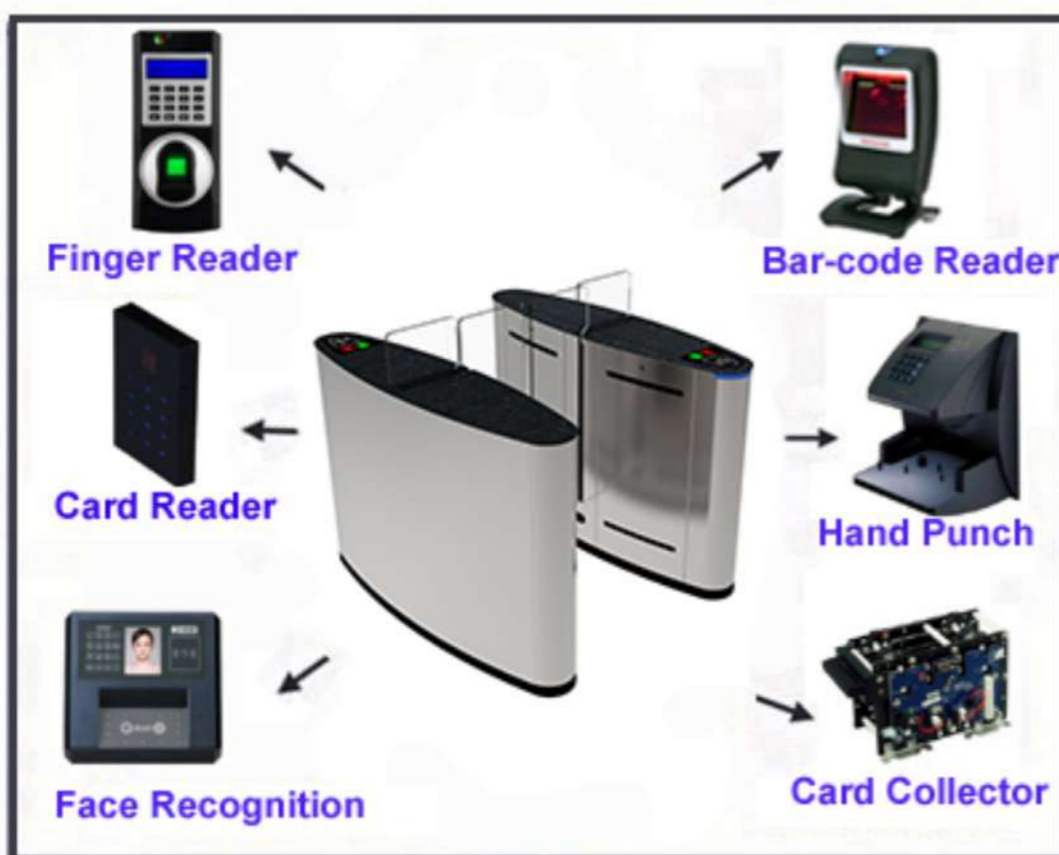 Finger Reader
Bar-code Reader
Card Reader
Hand Punch
Face Recognition
Card Collector